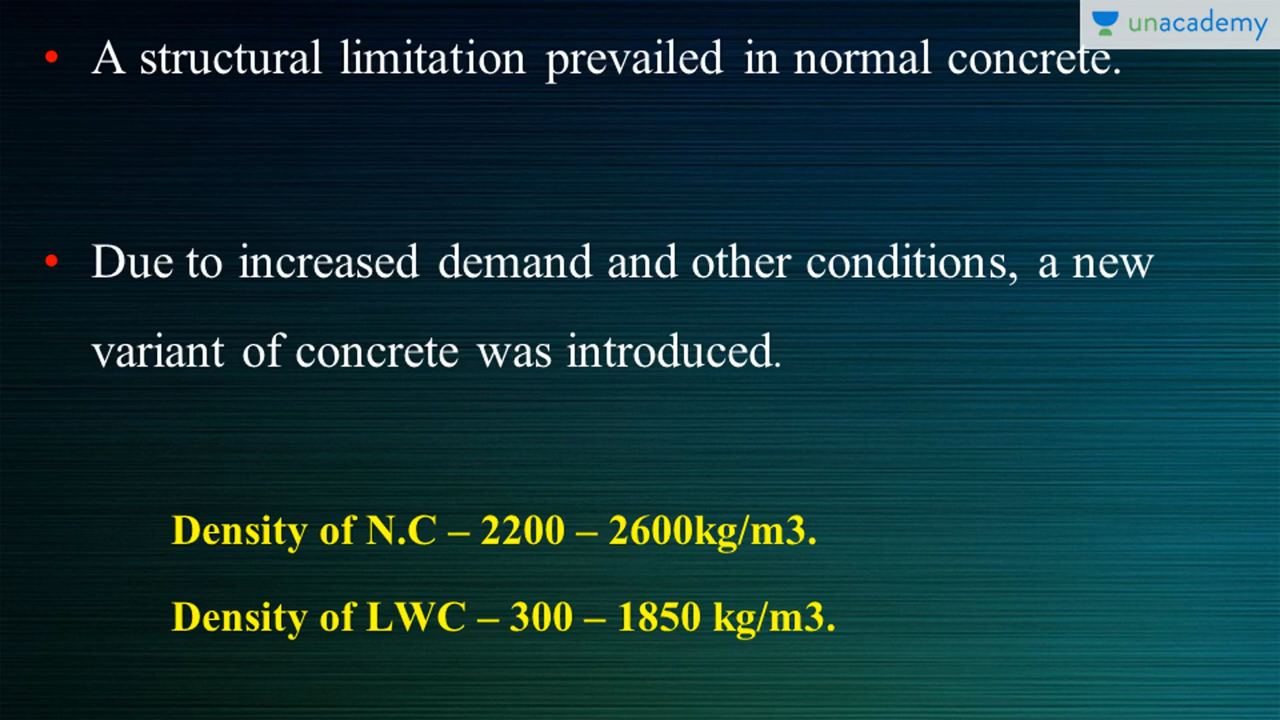 unacademy
• A structural limitation prevailed in normal concrete.
• Due to increased demand and other conditions, a new
variant of concrete was introduced.
Density of N.C – 2200 – 2600kg/m3.
Density of LWC – 300 – 1850 kg/m3.